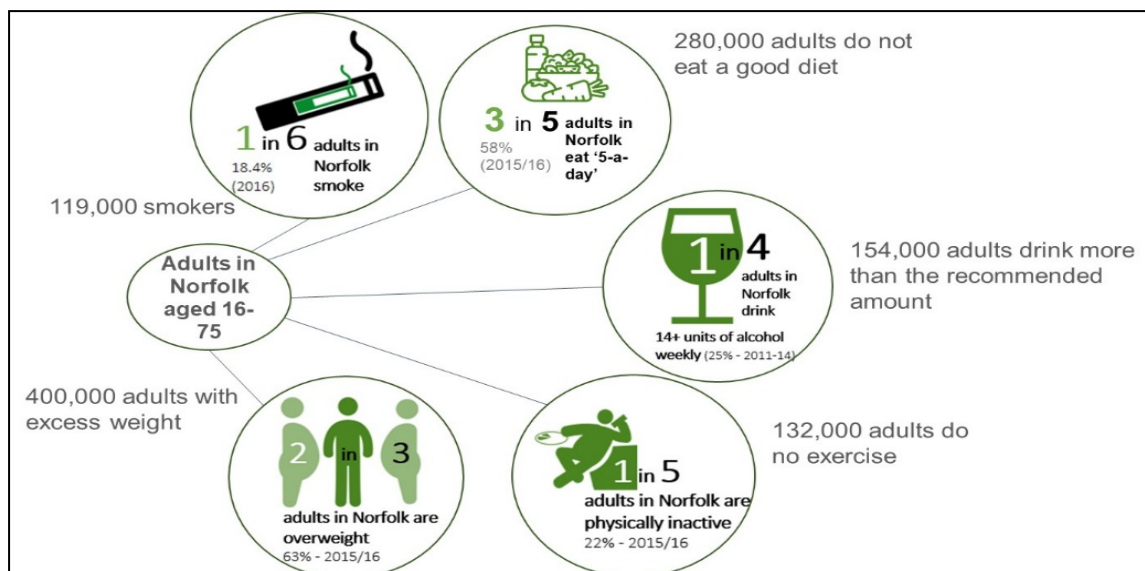 1 in 6 adults in
Norfolk
smoke
18.4%
(2016)
119,000 smokers
3 in 5 adults in
Norfolk
eat ‘5-a-
day’
58%
(2015/16)
280,000 adults do not
eat a good diet
Adults in
Norfolk
aged 16-
75
1 in 4
adults in
Norfolk
drink
14+ units of alcohol
weekly (25% - 2011-14)
154,000 adults drink more
than the recommended
amount
400,000 adults with
excess weight
2 in 3
adults in Norfolk are
overweight
63% - 2015/16
1 in 5
adults in Norfolk are
physically inactive
22% - 2015/16
132,000 adults do
no exercise